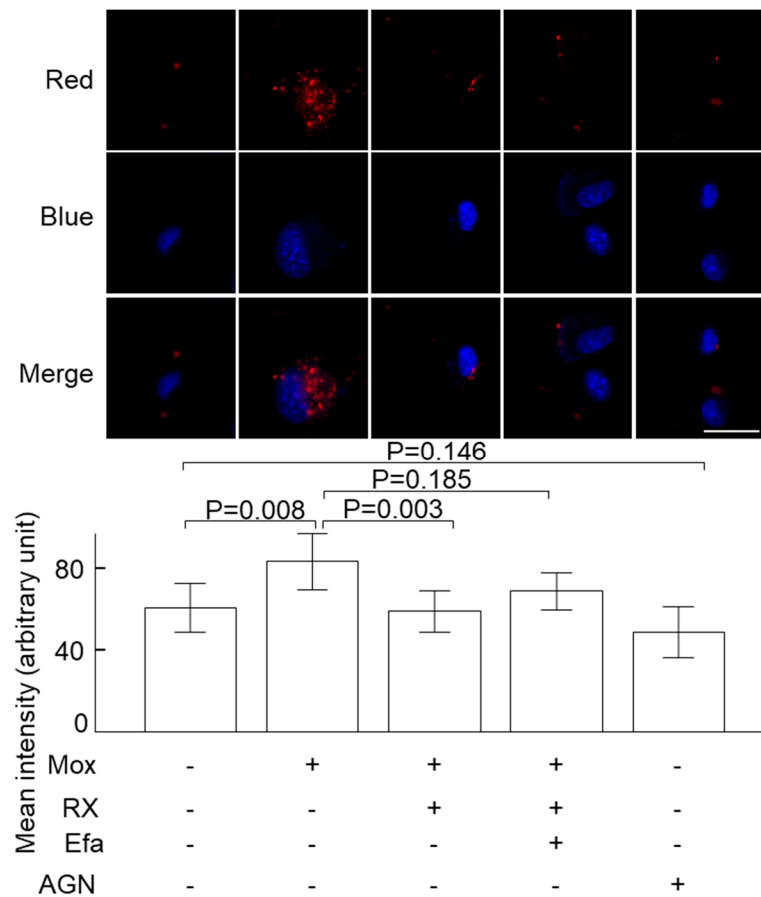 Red
Blue
Merge
P=0.146
P=0.185
P=0.008 P=0.003
Mean intensity (arbitrary unit)
80
40
0
Mox - + + + -
RX - - + + -
Efa - - - + -
AGN - - - - +